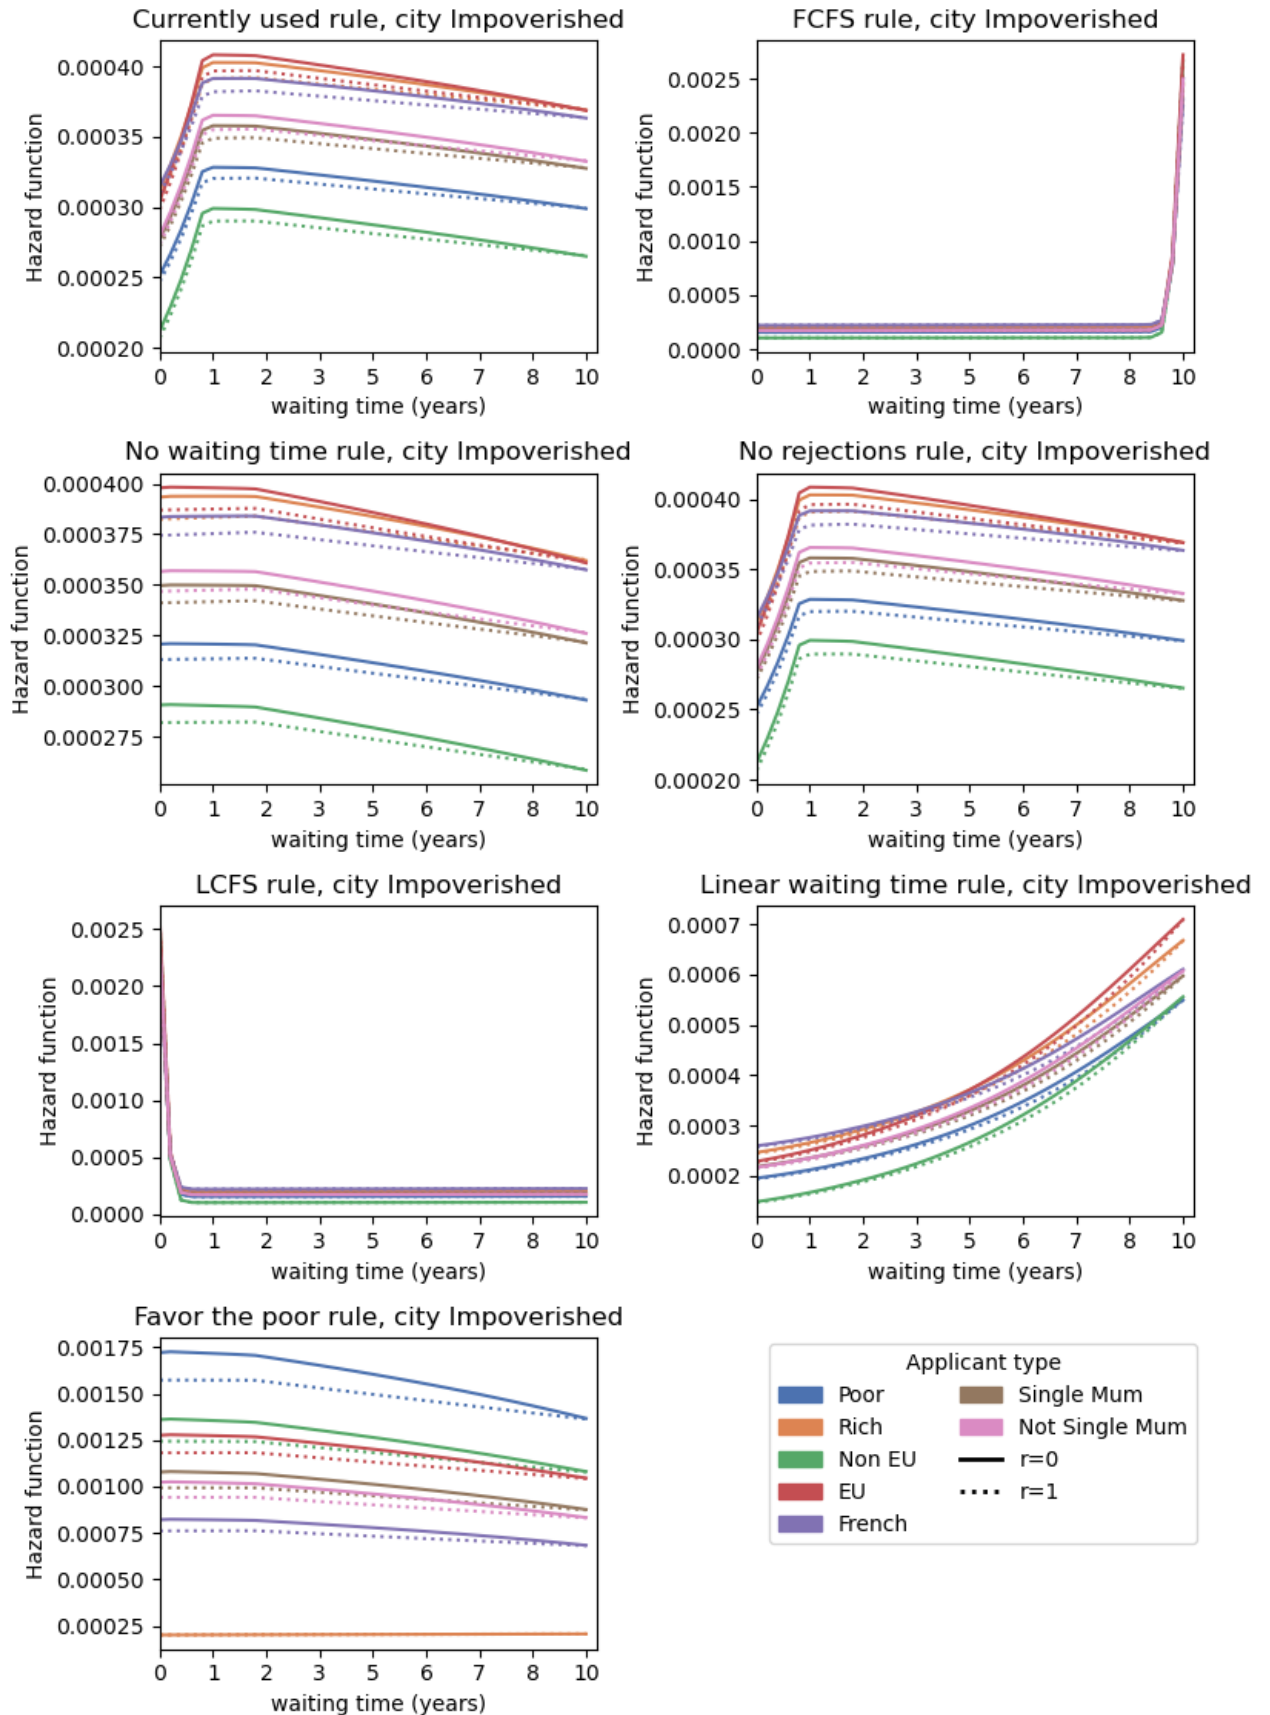 Currently used rule, city Impoverished
FCFS rule, city Impoverished
Hazard function
0.00040
0.00035
0.00030
0.00025
0.00020
0 1 2 3 5 6 7 8 10
waiting time (years)
Hazard function
0.0025
0.0020
0.0015
0.0010
0.0005
0.0000
0 1 2 3 5 6 7 8 10
waiting time (years)
No waiting time rule, city Impoverished
No rejections rule, city Impoverished
Hazard function
0.000400
0.000375
0.000350
0.000325
0.000300
0.000275
0 1 2 3 5 6 7 8 10
waiting time (years)
Hazard function
0.00040
0.00035
0.00030
0.00025
0.00020
0 1 2 3 5 6 7 8 10
waiting time (years)
LCFS rule, city Impoverished
Linear waiting time rule, city Impoverished
Hazard function
0.0025
0.0020
0.0015
0.0010
0.0005
0.0000
0 1 2 3 5 6 7 8 10
waiting time (years)
Hazard function
0.0007
0.0006
0.0005
0.0004
0.0003
0.0002
0 1 2 3 5 6 7 8 10
waiting time (years)
Favor the poor rule, city Impoverished
Hazard function
0.00175
0.00150
0.00125
0.00100
0.00075
0.00050
0.00025
0 1 2 3 5 6 7 8 10
waiting time (years)
Applicant type
Poor
Rich
Non EU
EU
French
Single Mum
Not Single Mum
r=0
r=1